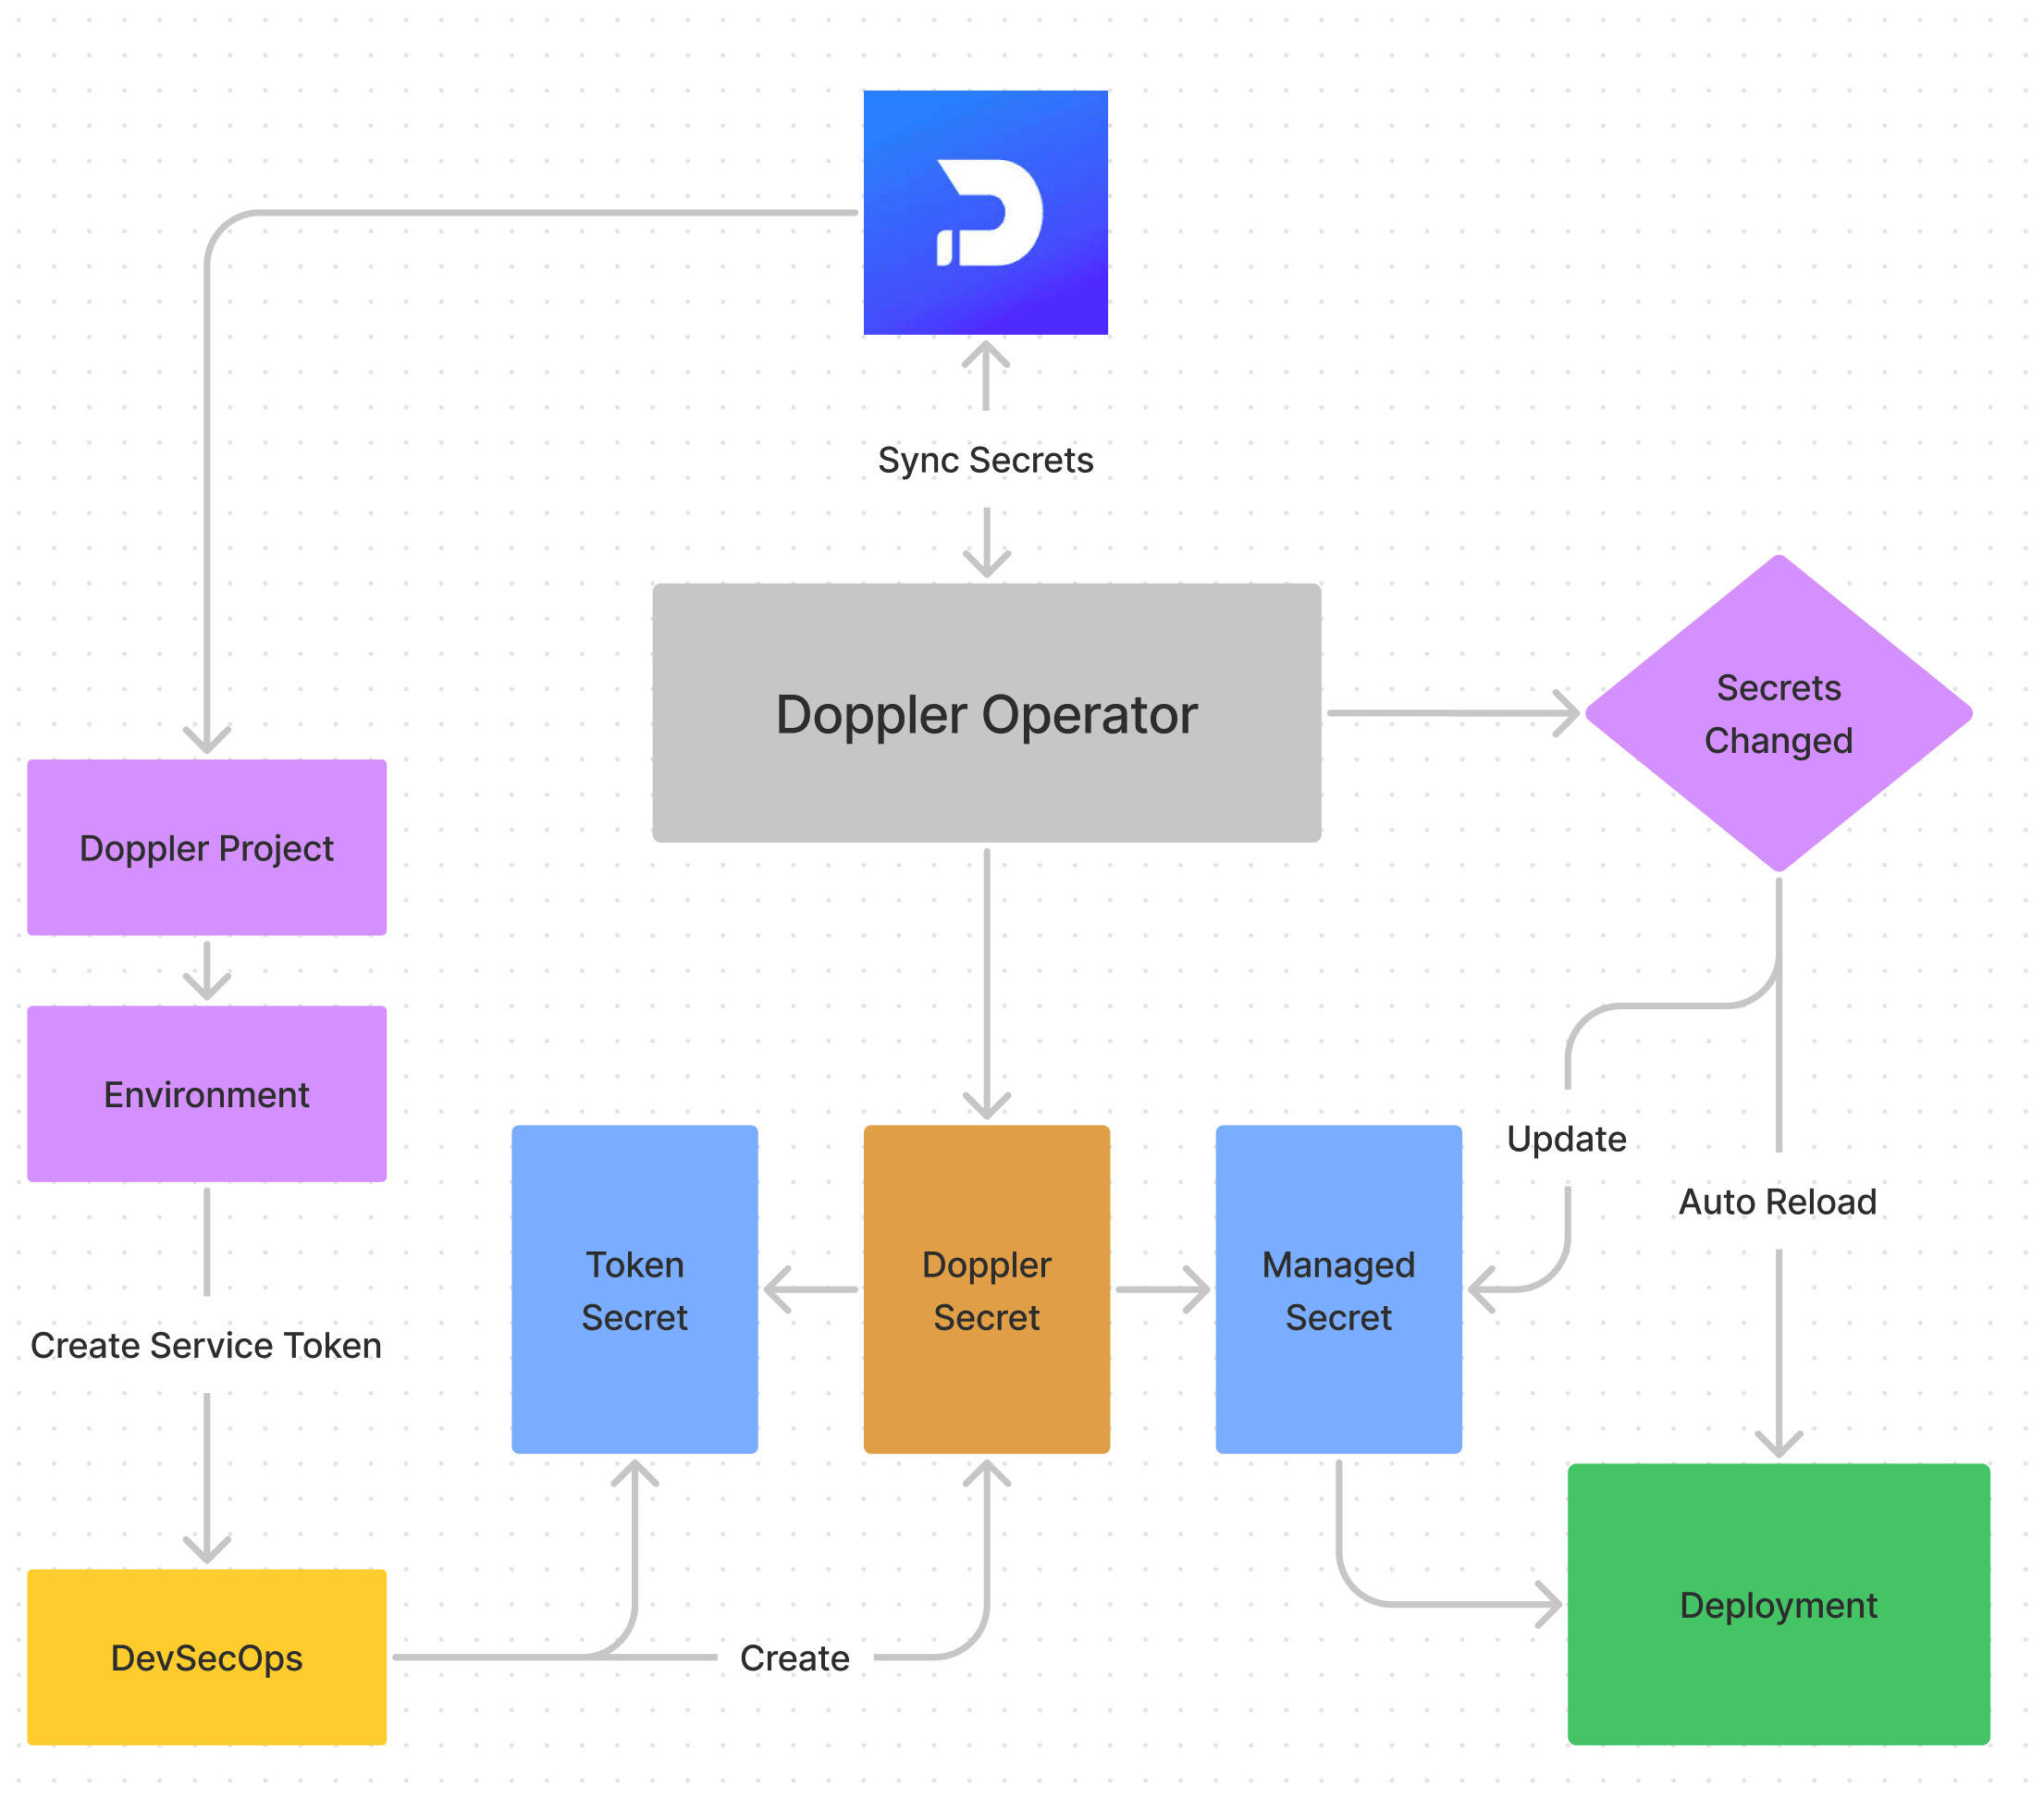 Sync Secrets
Doppler Operator
Secrets
Changed
Doppler Project
Environment
Create Service Token
DevSecOps
Create
Token
Secret
Doppler
Secret
Managed
Secret
Update
Auto Reload
Deployment